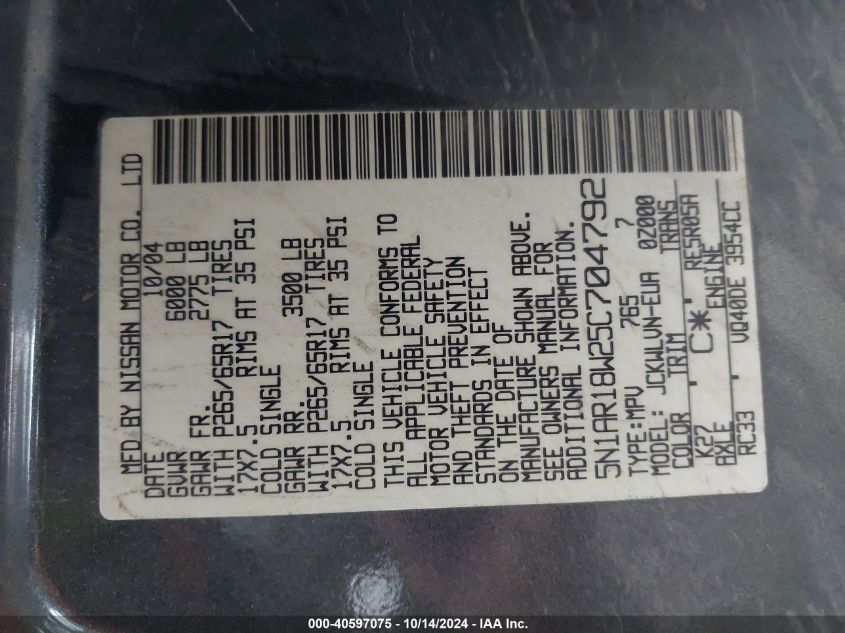 MFD BY NISSAN MOTOR CO. LTD
DATE 10/04
GVWR 6000 LB
GAWR FR. 2775 LB
WITH P265/65R17 TIRES
17X7.5 RIMS AT 35 PSI
COLD SINGLE
GAWR RR. 3500 LB
WITH P265/65R17 TIRES
17X7.5 RIMS AT 35 PSI
COLD SINGLE
THIS VEHICLE CONFORMS TO
ALL APPLICABLE FEDERAL
MOTOR VEHICLE SAFETY
AND THEFT PREVENTION
STANDARDS IN EFFECT
ON THE DATE OF
MANUFACTURE SHOWN ABOVE.
SEE OWNERS MANUAL FOR
ADDITIONAL INFORMATION.
5N1AR18W25C704792
TYPE:MPV 765 7
MODEL: JCKWLVN-EUA 0Z000
COLOR TRIM TRANS
K27 C* RE5R05A
AXLE ENGINE
RC33 VQ40DE 3954CC
000-40597075 - 10/14/2024 - IAA Inc.